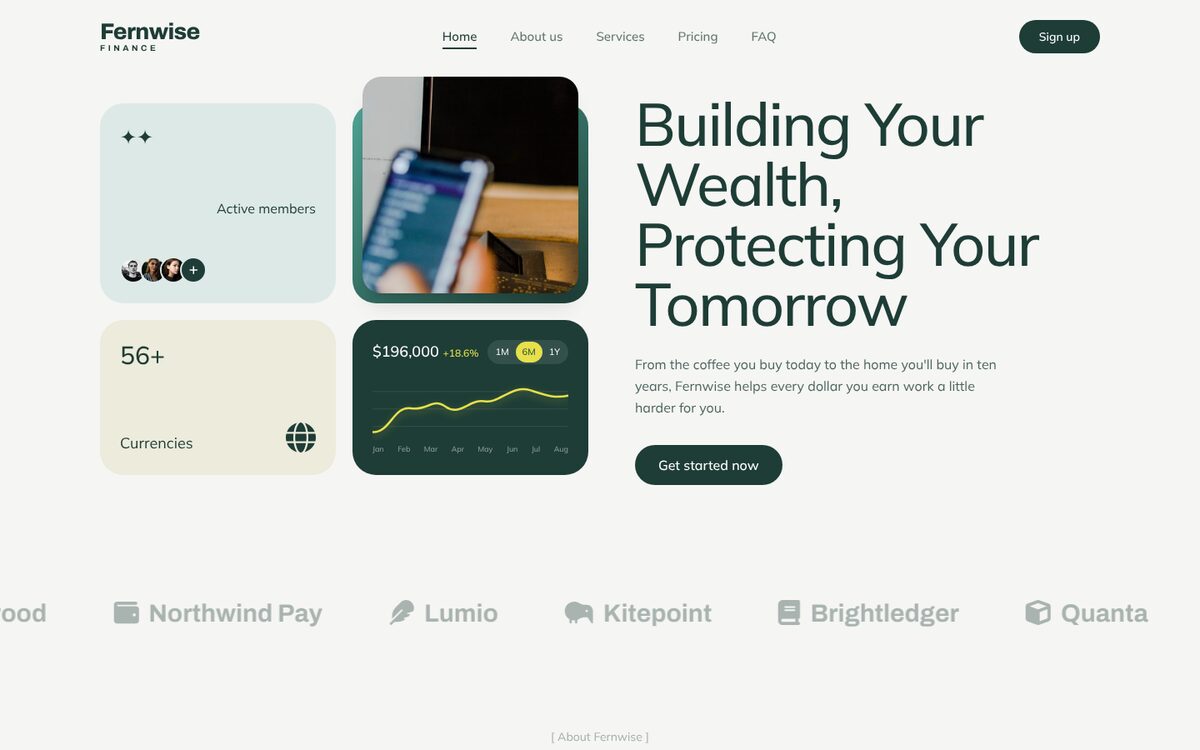 Fernwise
FINANCE
Home
About us
Services
Pricing
FAQ
Sign up
Active members
56+
Currencies
$196,000 +18.6%
1M 6M 1Y
Jan Feb Mar Apr May Jun Jul Aug
Building Your
Wealth,
Protecting Your
Tomorrow
From the coffee you buy today to the home you'll buy in ten
years, Fernwise helps every dollar you earn work a little
harder for you.
Get started now
Northwind Pay
Lumio
Kitepoint
Brightledger
Quanta
[ About Fernwise ]